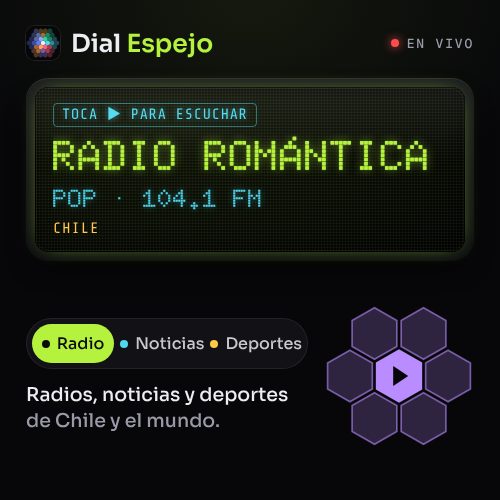 Dial Espejo
EN VIVO
TOCA ▶ PARA ESCUCHAR
RADIO ROMÁNTICA
POP · 104.1 FM
CHILE
Radio Noticias Deportes
Radios, noticias y deportes
de Chile y el mundo.